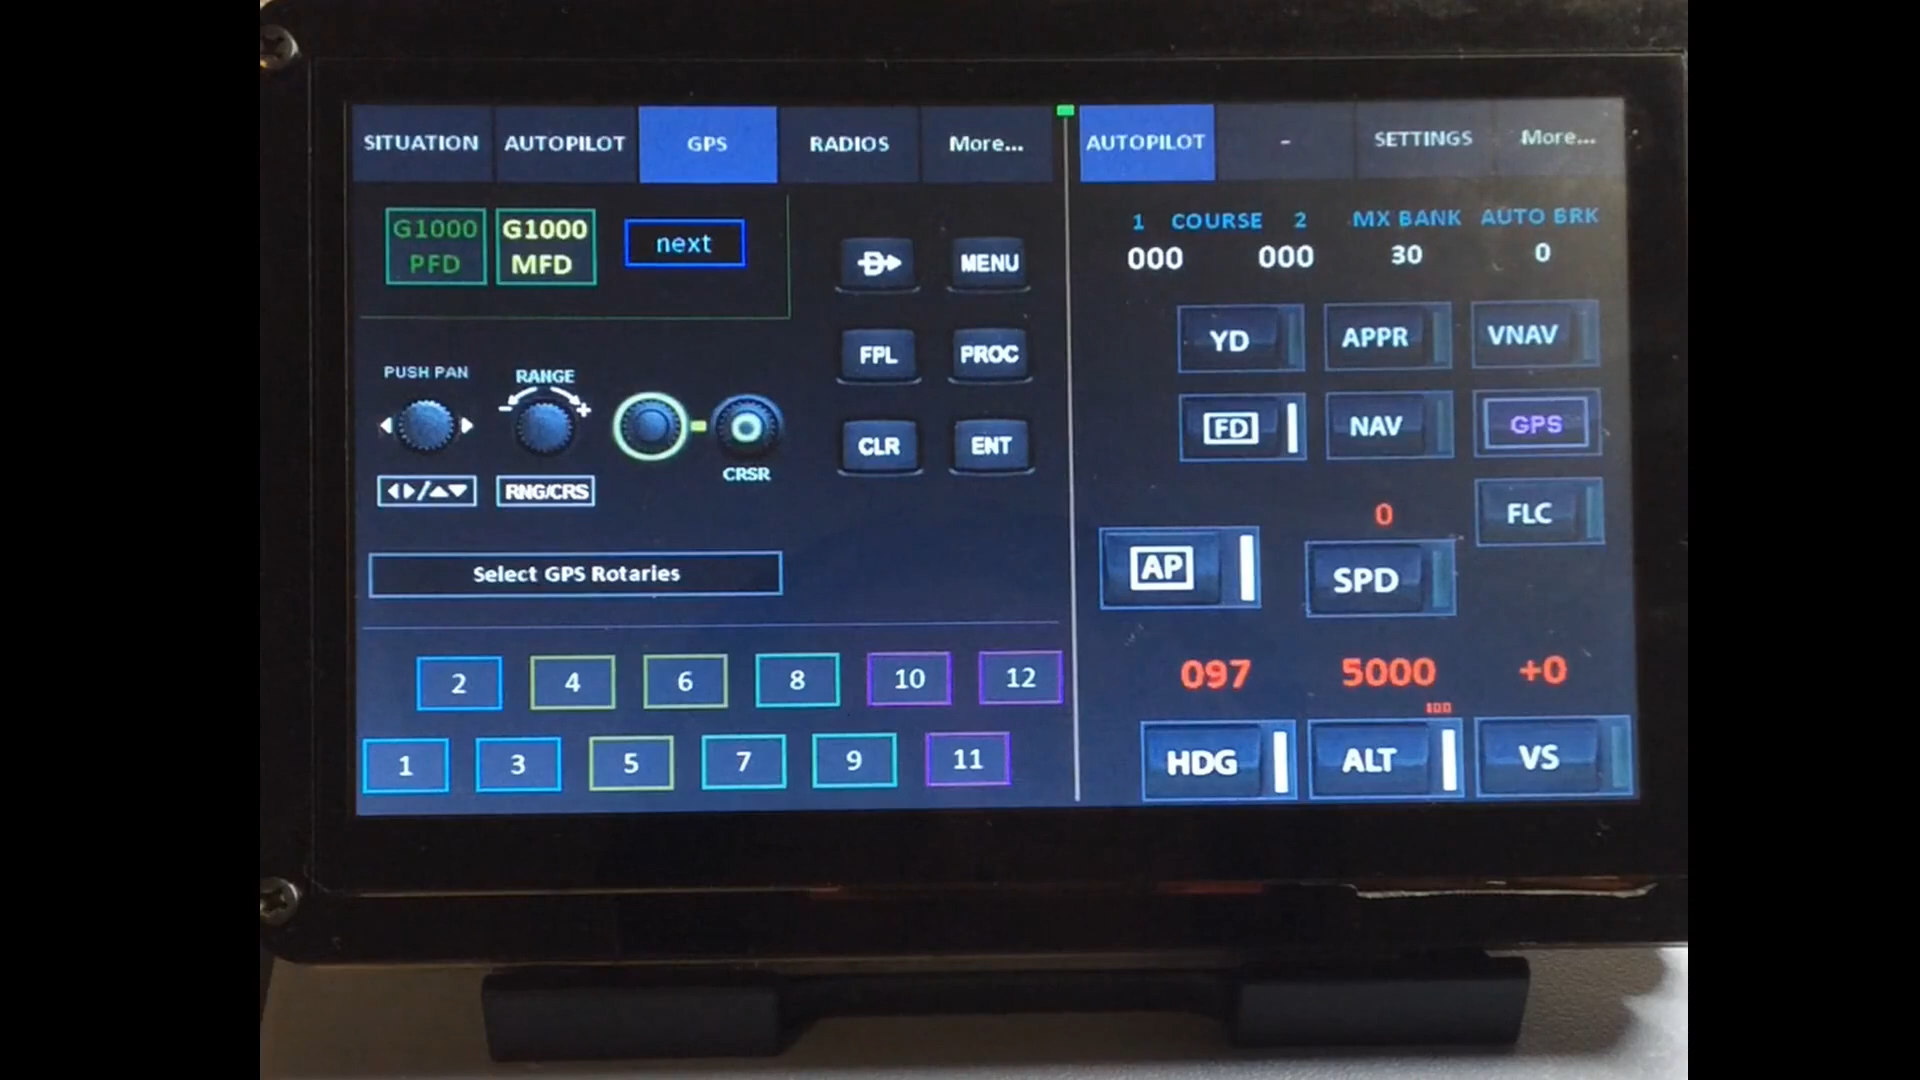 SITUATION AUTOPILOT GPS RADIOS More...
G1000 PFD
G1000 MFD
next
D MENU
FPL PROC
CLR ENT
PUSH PAN RANGE
- +
CRSR
RNG/CRS
Select GPS Rotaries
2 4 6 8 10 12
1 3 5 7 9 11
AUTOPILOT - SETTINGS More...
1 COURSE 2 MX BANK AUTO BRK
000 000 30 0
YD APPR VNAV
FD NAV GPS
0 FLC
AP SPD
097 5000 +0
100
HDG ALT VS